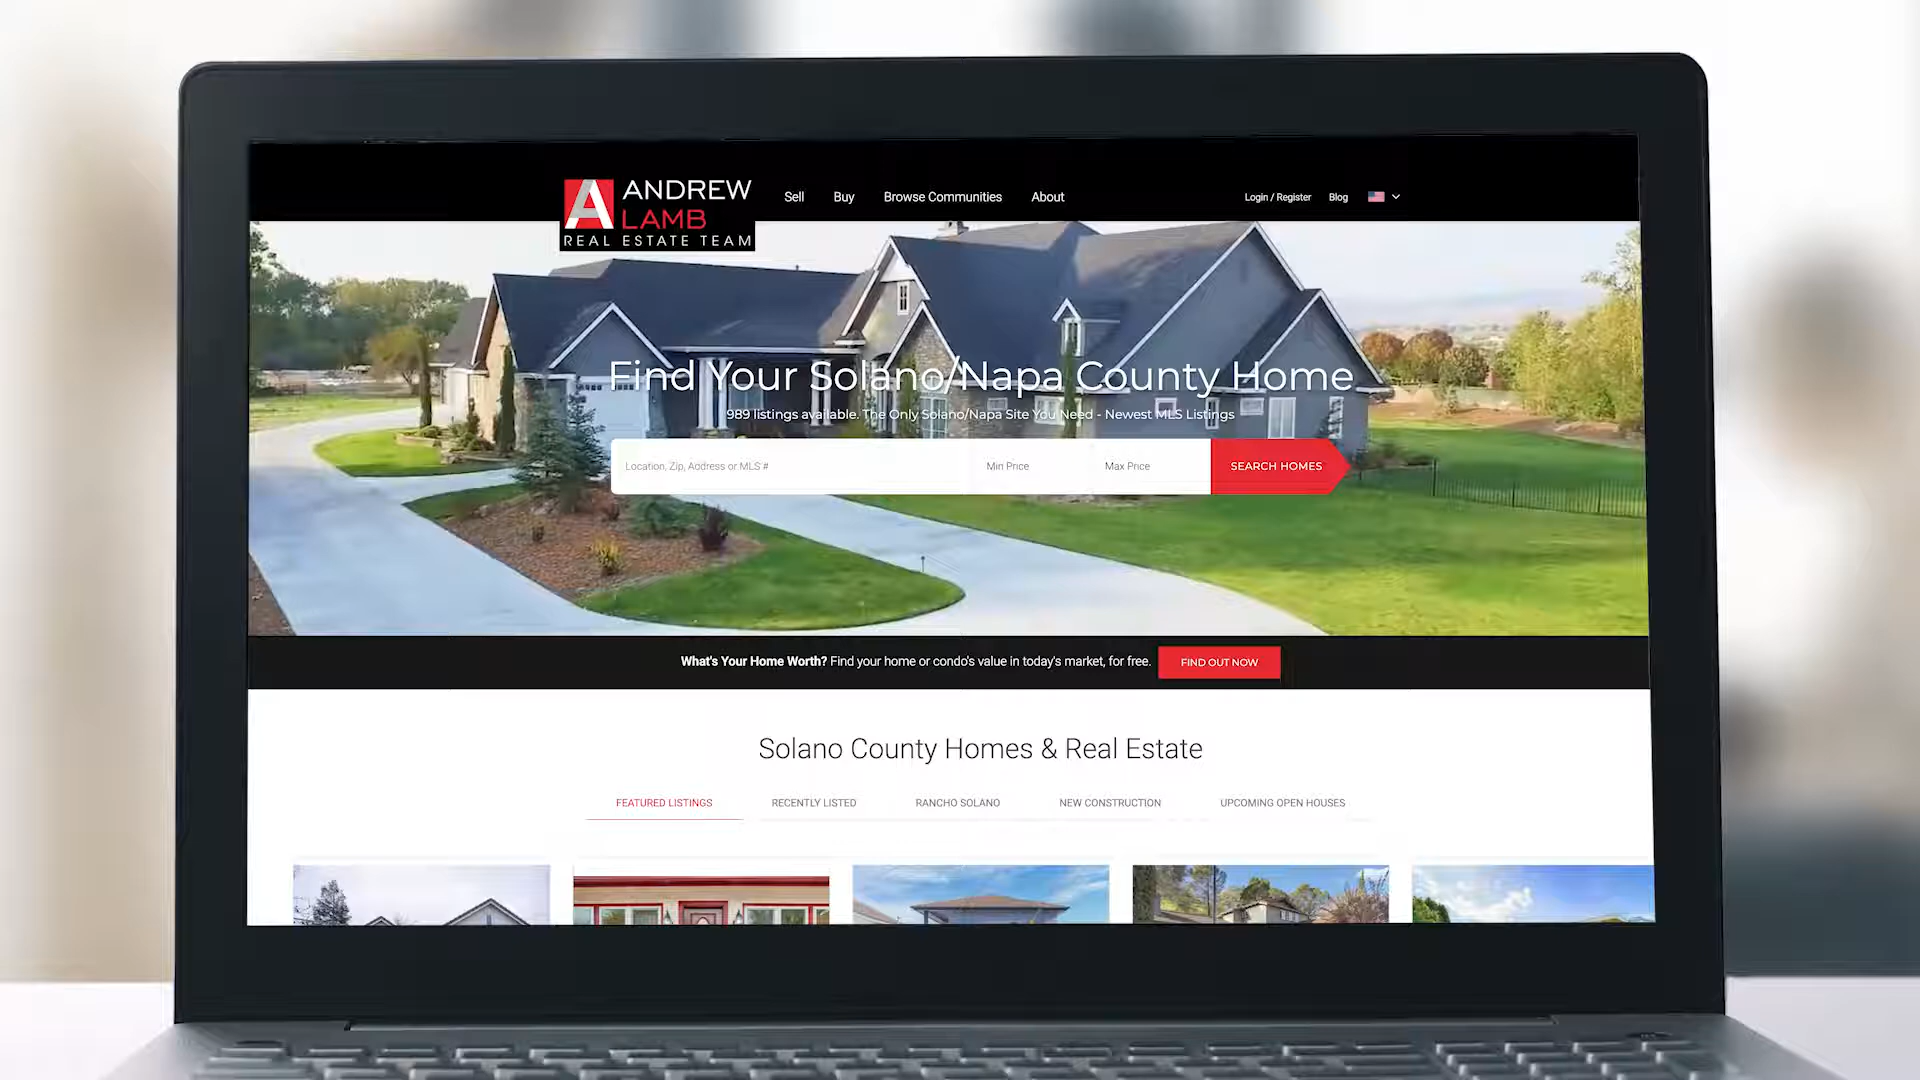 ANDREW
LAMB
REAL ESTATE TEAM
Sell Buy Browse Communities About
Login / Register Blog
Find Your Solano/Napa County Home
989 listings available. The Only Solano/Napa Site You Need - Newest MLS Listings
Location, Zip, Address or MLS # Min Price Max Price SEARCH HOMES
What's Your Home Worth? Find your home or condo's value in today's market, for free. FIND OUT NOW
Solano County Homes & Real Estate
FEATURED LISTINGS RECENTLY LISTED RANCHO SOLANO NEW CONSTRUCTION UPCOMING OPEN HOUSES